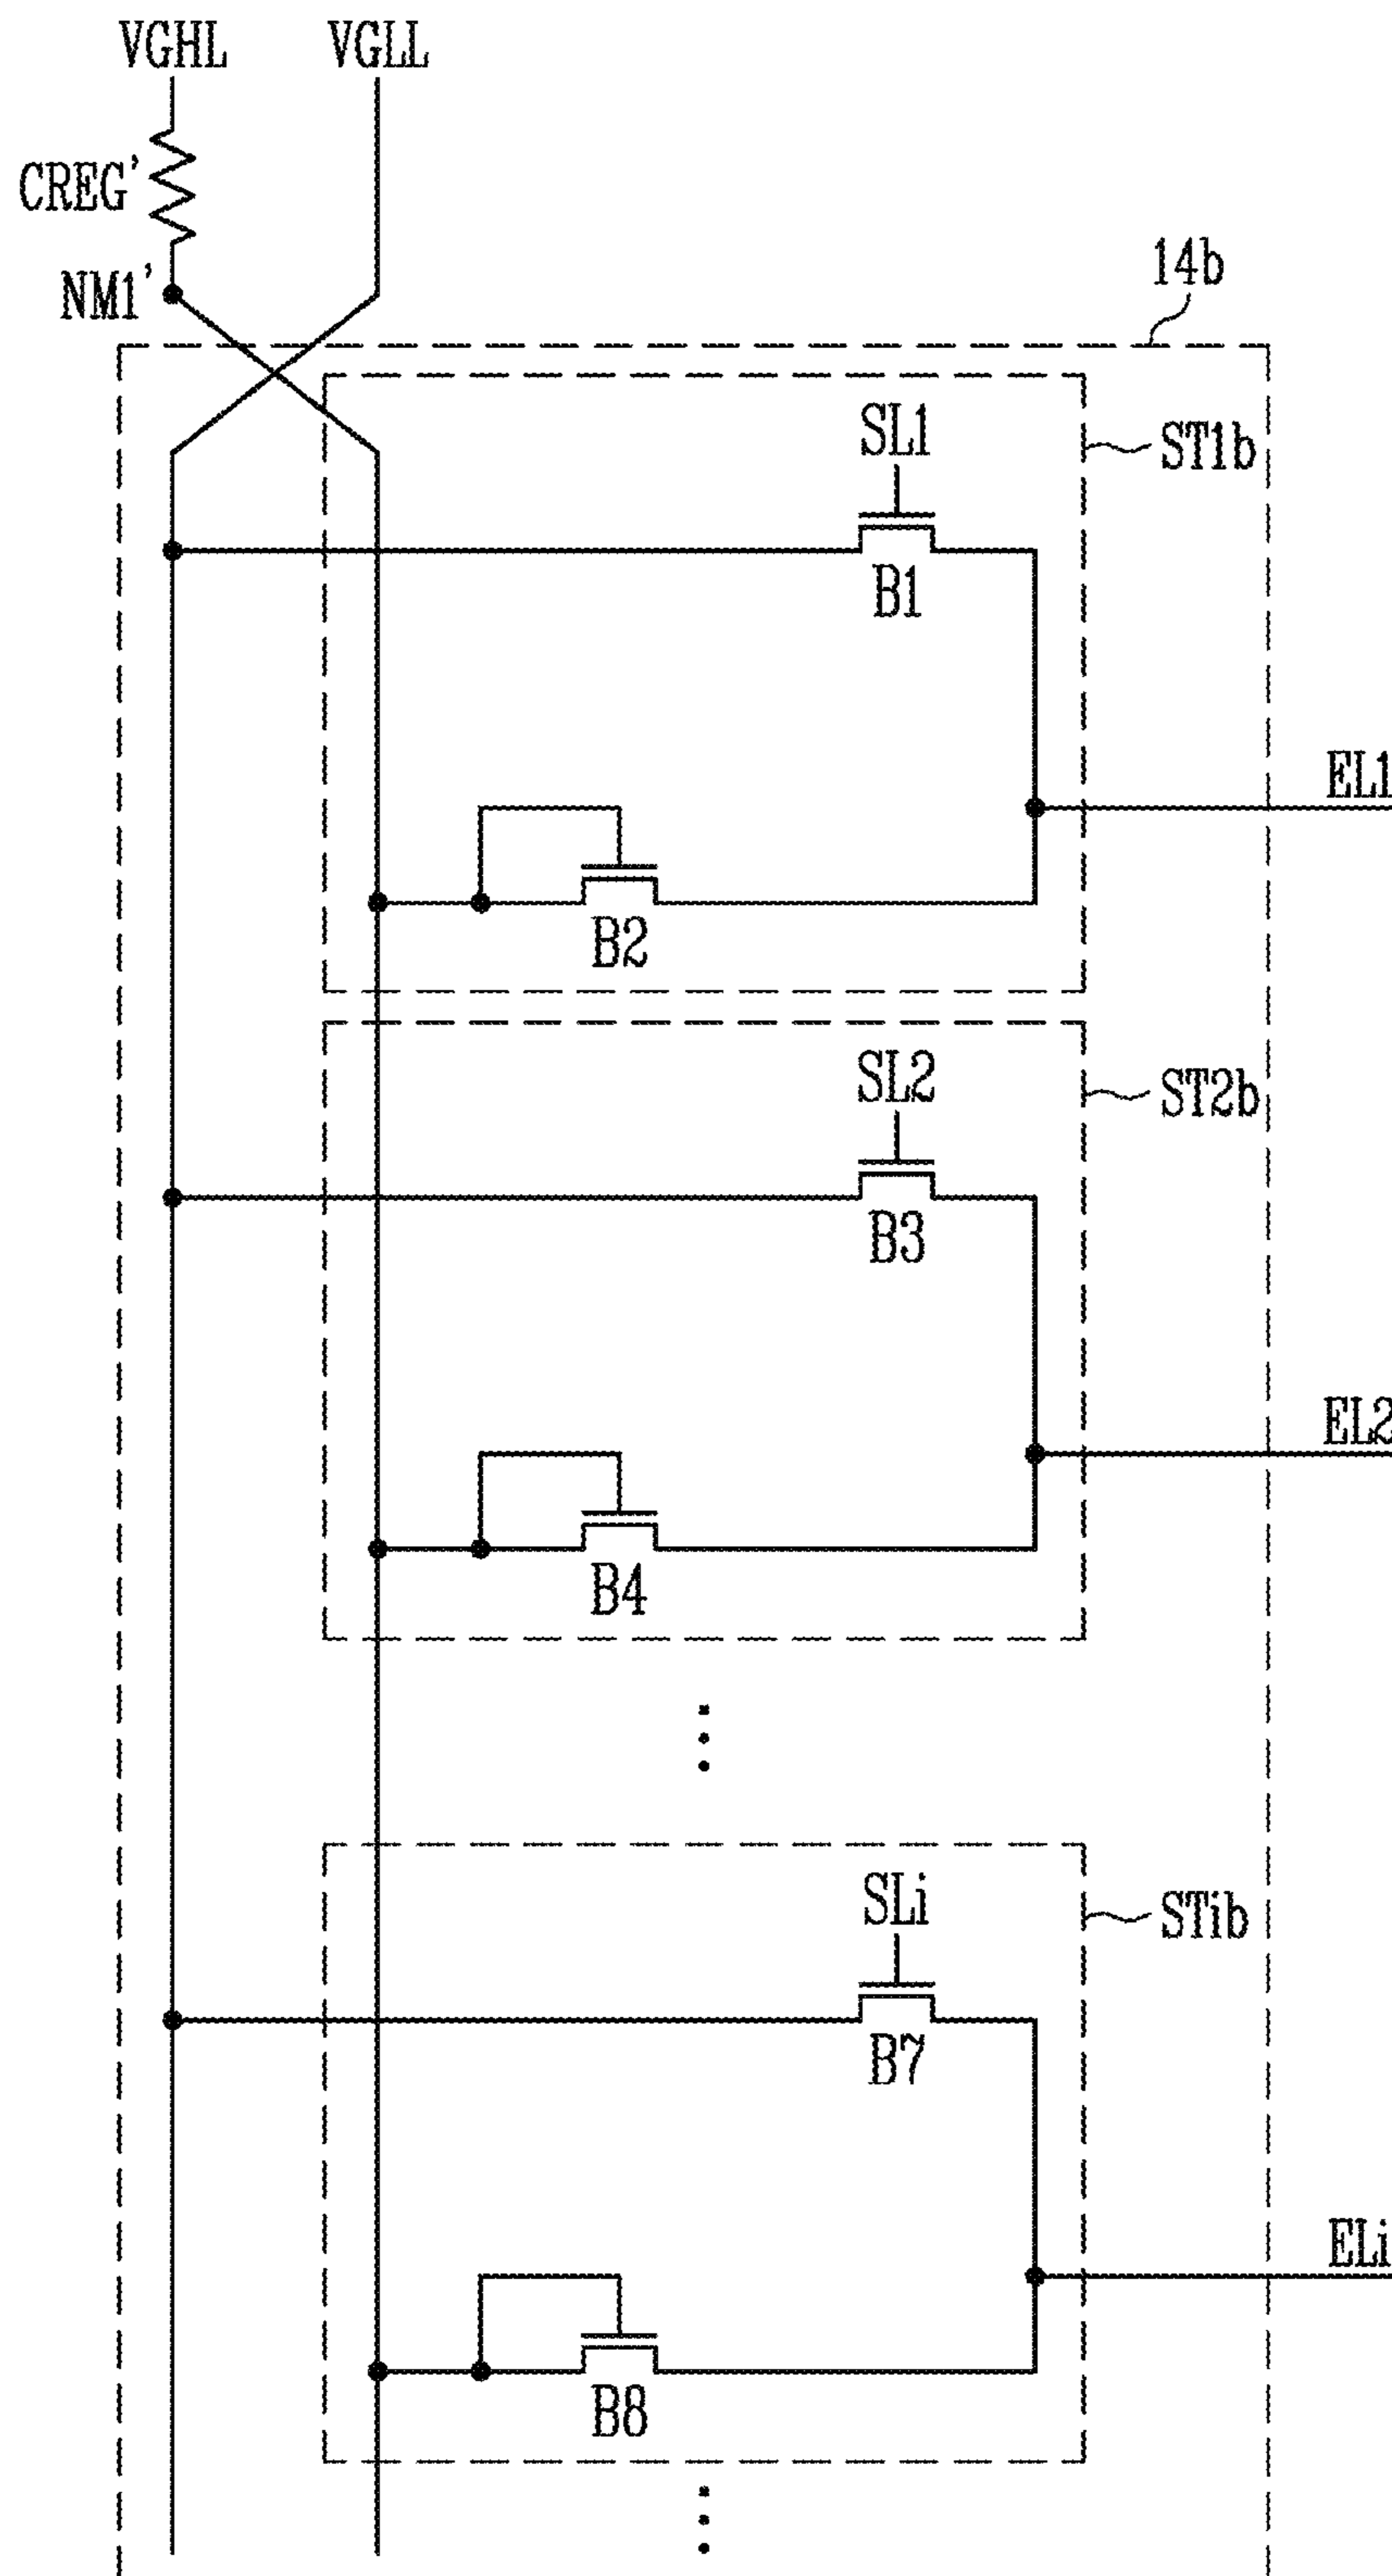 VGHL
VGLL
CREG'
NM1'
14b
SL1
ST1b
B1
EL1
B2
SL2
ST2b
B3
EL2
B4
SLi
STib
B7
ELi
B8